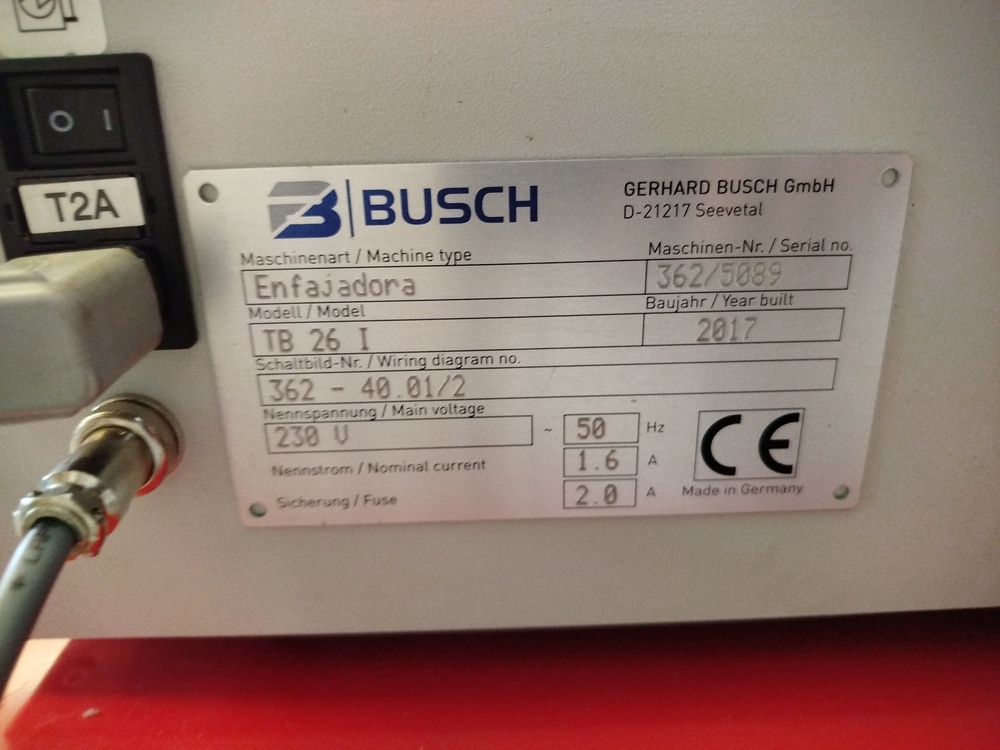 O I
T2A
BUSCH
GERHARD BUSCH GmbH
D-21217 Seevetal
Maschinenart / Machine type
Maschinen-Nr. / Serial no.
Enfajadora
362/5089
Modell / Model
Baujahr / Year built
TB 26 I
2017
Schaltbild-Nr. / Wiring diagram no.
362 - 40.01/2
Nennspannung / Main voltage
230 V ~ 50 Hz
Nennstrom / Nominal current 1.6 A
Sicherung / Fuse 2.0 A
CE
Made in Germany